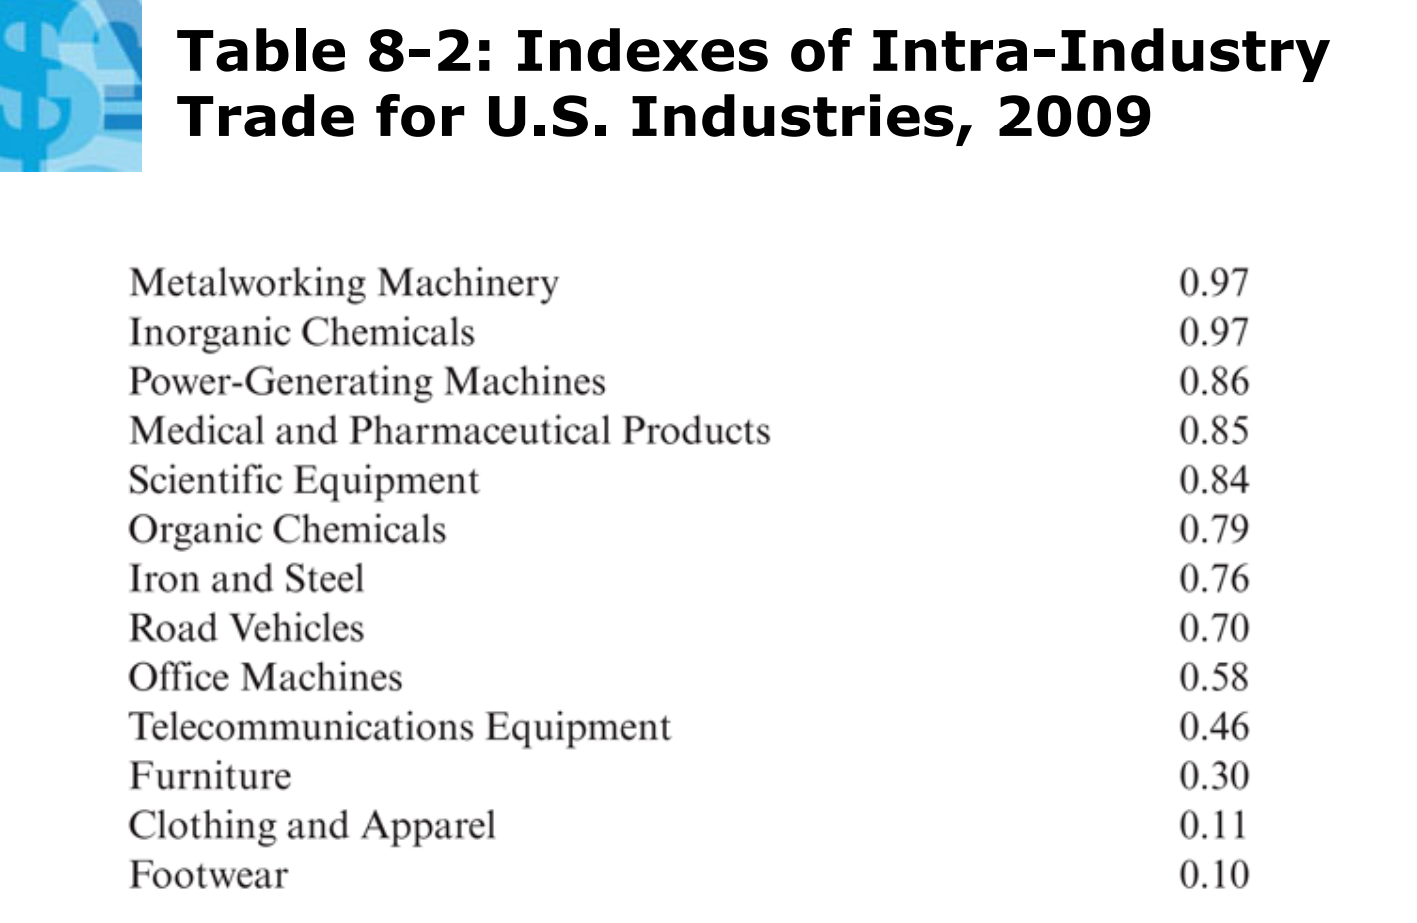 Table 8-2: Indexes of Intra-Industry
Trade for U.S. Industries, 2009
Metalworking Machinery 0.97
Inorganic Chemicals 0.97
Power-Generating Machines 0.86
Medical and Pharmaceutical Products 0.85
Scientific Equipment 0.84
Organic Chemicals 0.79
Iron and Steel 0.76
Road Vehicles 0.70
Office Machines 0.58
Telecommunications Equipment 0.46
Furniture 0.30
Clothing and Apparel 0.11
Footwear 0.10